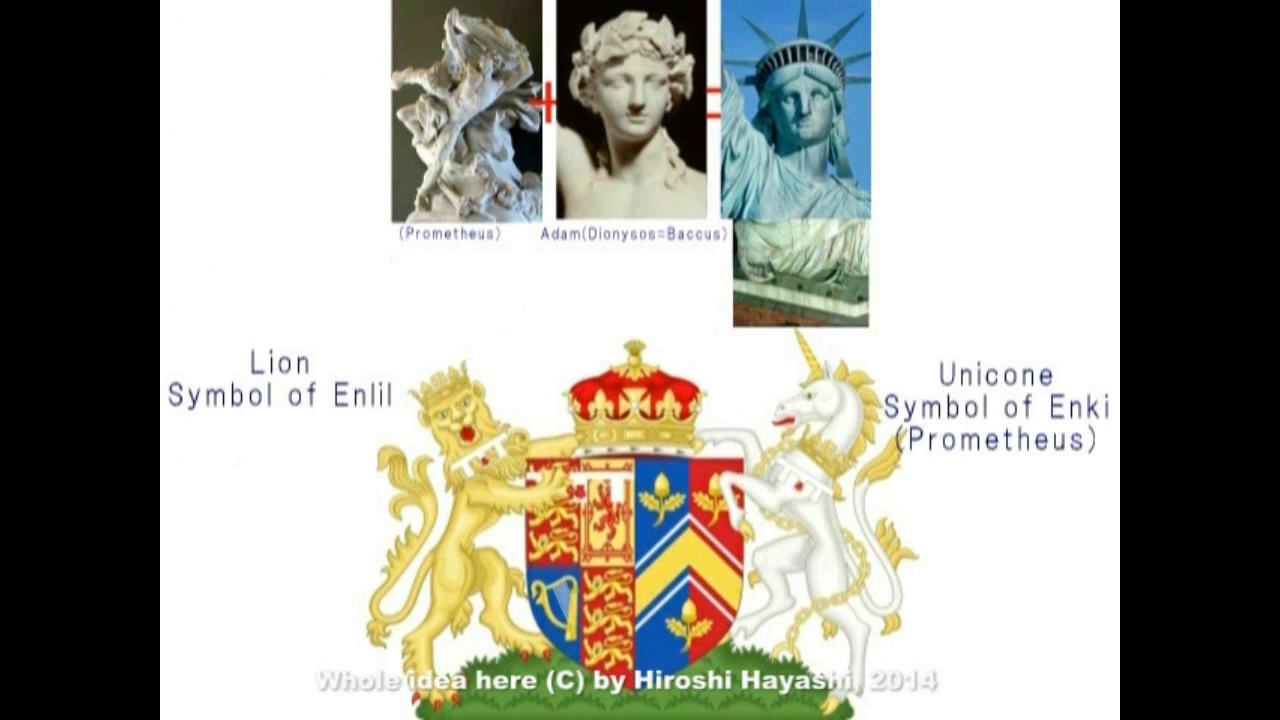 (Prometheus)
Adam(Dionysos=Baccus)
Lion
Symbol of Enlil
Unicone
Symbol of Enki
(Prometheus)
Whole idea here (C) by Hiroshi Hayashi, 2014